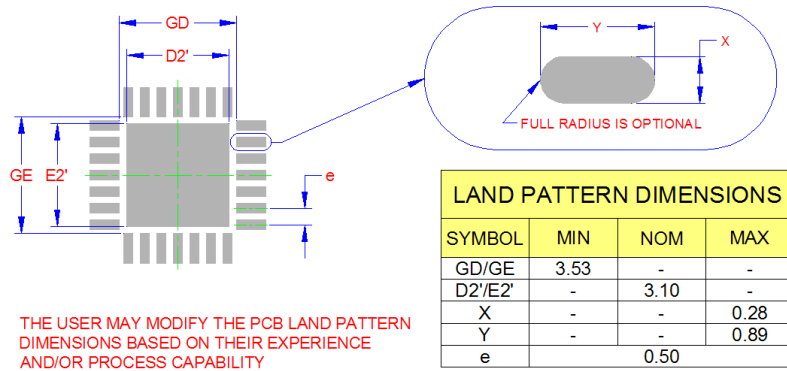 GD
D2'
GE
E2'
e
Y
X
FULL RADIUS IS OPTIONAL
LAND PATTERN DIMENSIONS
SYMBOL MIN NOM MAX
GD/GE 3.53 - -
D2'/E2' - 3.10 -
X - - 0.28
Y - - 0.89
e 0.50
THE USER MAY MODIFY THE PCB LAND PATTERN
DIMENSIONS BASED ON THEIR EXPERIENCE
AND/OR PROCESS CAPABILITY